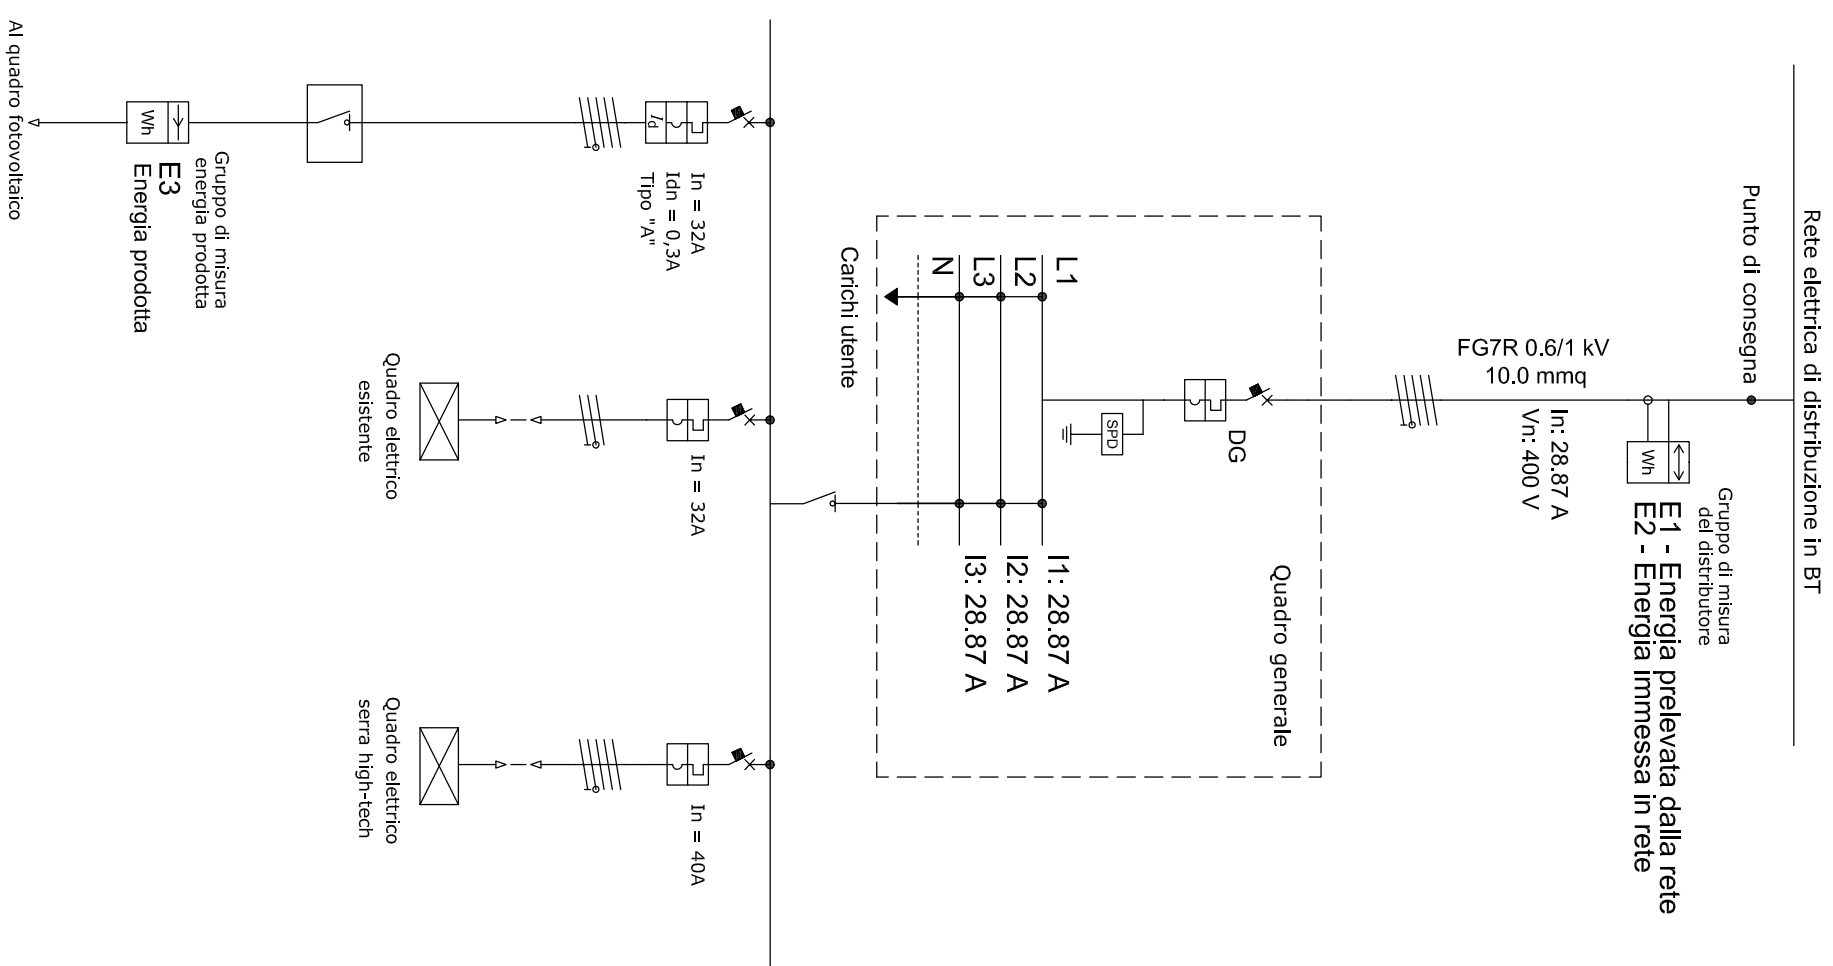 Rete elettrica di distribuzione in BT
Punto di consegna
Gruppo di misura
del distributore
Wh
E1 - Energia prelevata dalla rete
E2 - Energia immessa in rete
FG7R 0.6/1 kV
10.0 mmq
In: 28.87 A
Vn: 400 V
Quadro generale
DG
SPD
L1
L2
L3
N
I1: 28.87 A
I2: 28.87 A
I3: 28.87 A
Carichi utente
In = 32A
Idn = 0,3A
Tipo "A"
Id
In = 32A
In = 40A
Quadro elettrico
esistente
Quadro elettrico
serra high-tech
Gruppo di misura
energia prodotta
Wh
E3
Energia prodotta
Al quadro fotovoltaico